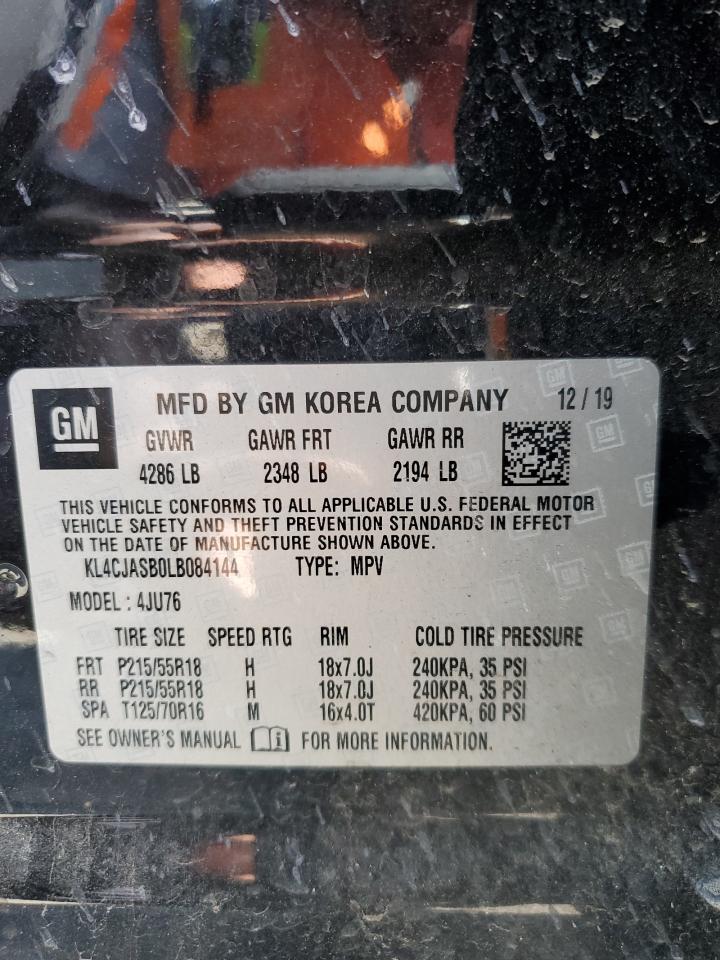 GM MFD BY GM KOREA COMPANY 12 / 19
GVWR GAWR FRT GAWR RR
4286 LB 2348 LB 2194 LB
THIS VEHICLE CONFORMS TO ALL APPLICABLE U.S. FEDERAL MOTOR
VEHICLE SAFETY AND THEFT PREVENTION STANDARDS IN EFFECT
ON THE DATE OF MANUFACTURE SHOWN ABOVE.
KL4CJASB0LB084144 TYPE: MPV
MODEL : 4JU76
TIRE SIZE SPEED RTG RIM COLD TIRE PRESSURE
FRT P215/55R18 H 18x7.0J 240KPA, 35 PSI
RR P215/55R18 H 18x7.0J 240KPA, 35 PSI
SPA T125/70R16 M 16x4.0T 420KPA, 60 PSI
SEE OWNER'S MANUAL i FOR MORE INFORMATION.